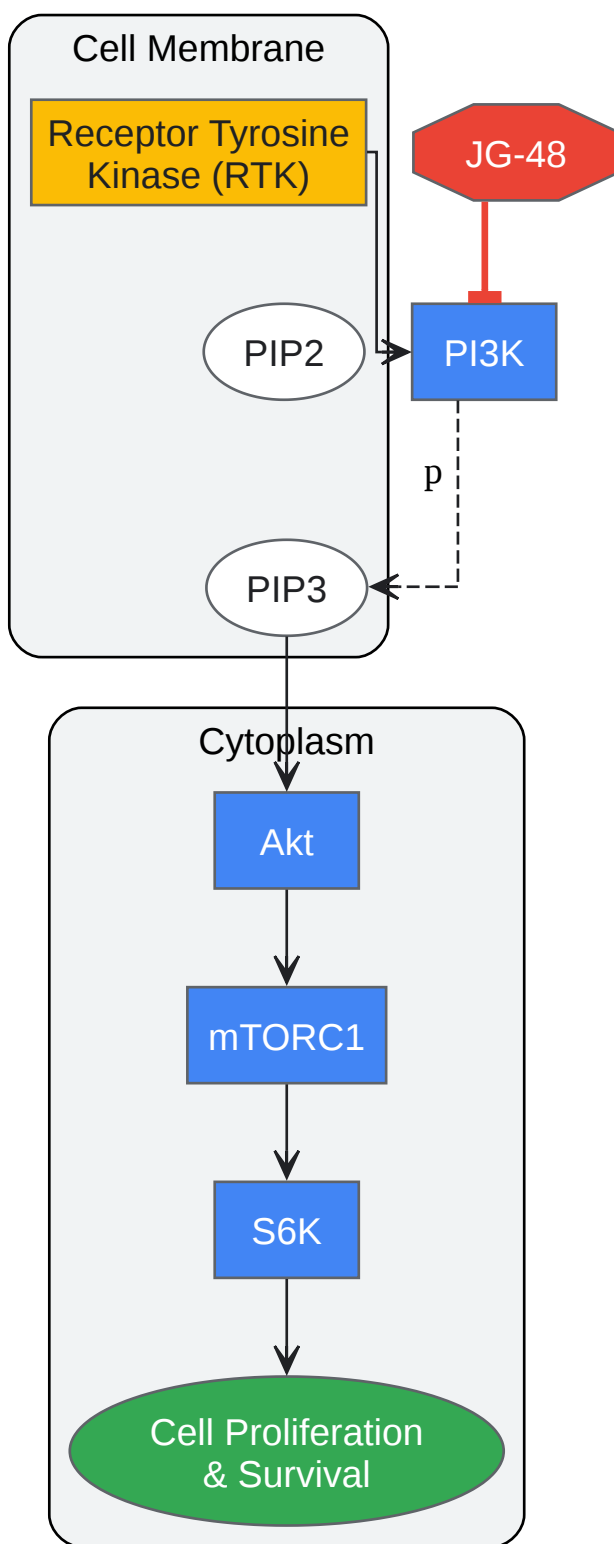 Cell Membrane
Receptor Tyrosine
Kinase (RTK)
JG-48
PIP2
PI3K
p
PIP3
Cytoplasm
Akt
mTORC1
S6K
Cell Proliferation
& Survival